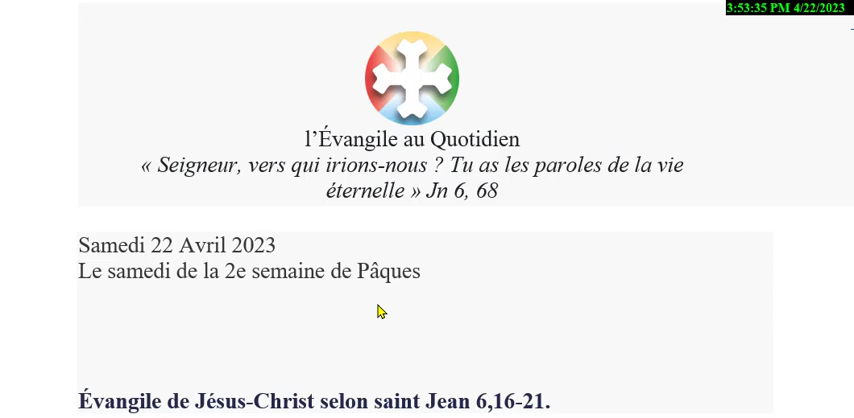 3:53:35 PM 4/22/2023
l’Évangile au Quotidien
« Seigneur, vers qui irions-nous ? Tu as les paroles de la vie
éternelle » Jn 6, 68
Samedi 22 Avril 2023
Le samedi de la 2e semaine de Pâques
Évangile de Jésus-Christ selon saint Jean 6,16-21.